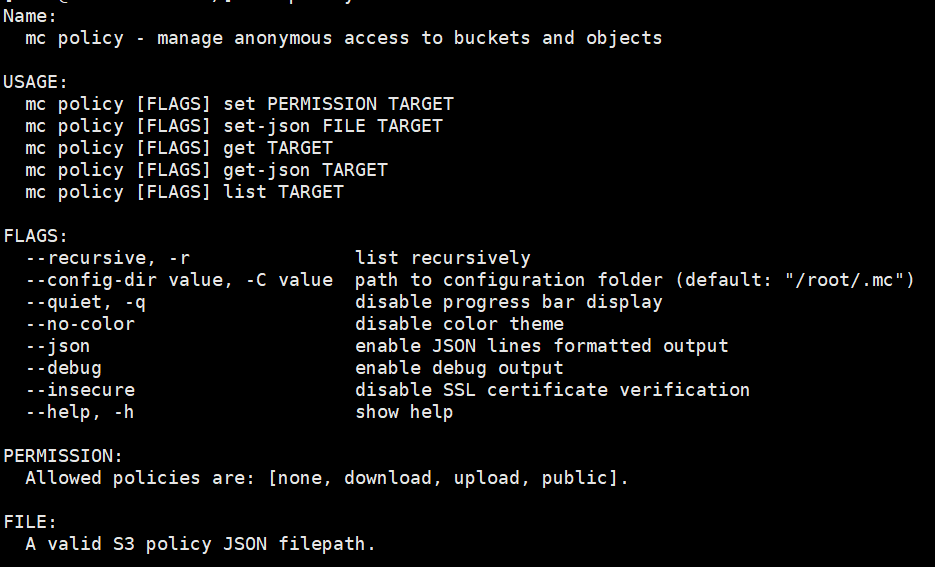 Name:
mc policy - manage anonymous access to buckets and objects
USAGE:
mc policy [FLAGS] set PERMISSION TARGET
mc policy [FLAGS] set-json FILE TARGET
mc policy [FLAGS] get TARGET
mc policy [FLAGS] get-json TARGET
mc policy [FLAGS] list TARGET
FLAGS:
--recursive, -r list recursively
--config-dir value, -C value path to configuration folder (default: "/root/.mc")
--quiet, -q disable progress bar display
--no-color disable color theme
--json enable JSON lines formatted output
--debug enable debug output
--insecure disable SSL certificate verification
--help, -h show help
PERMISSION:
Allowed policies are: [none, download, upload, public].
FILE:
A valid S3 policy JSON filepath.